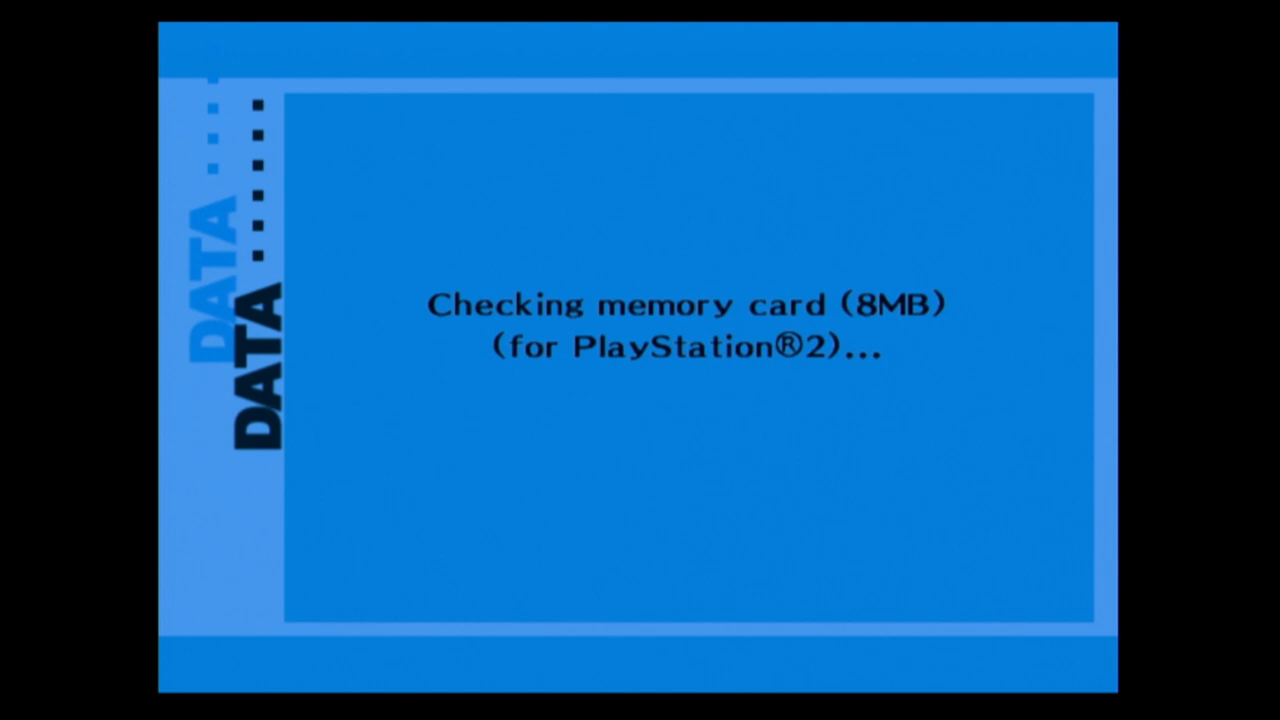 DATA ......
DATA ....
Checking memory card (8MB)
(for PlayStation®2)...